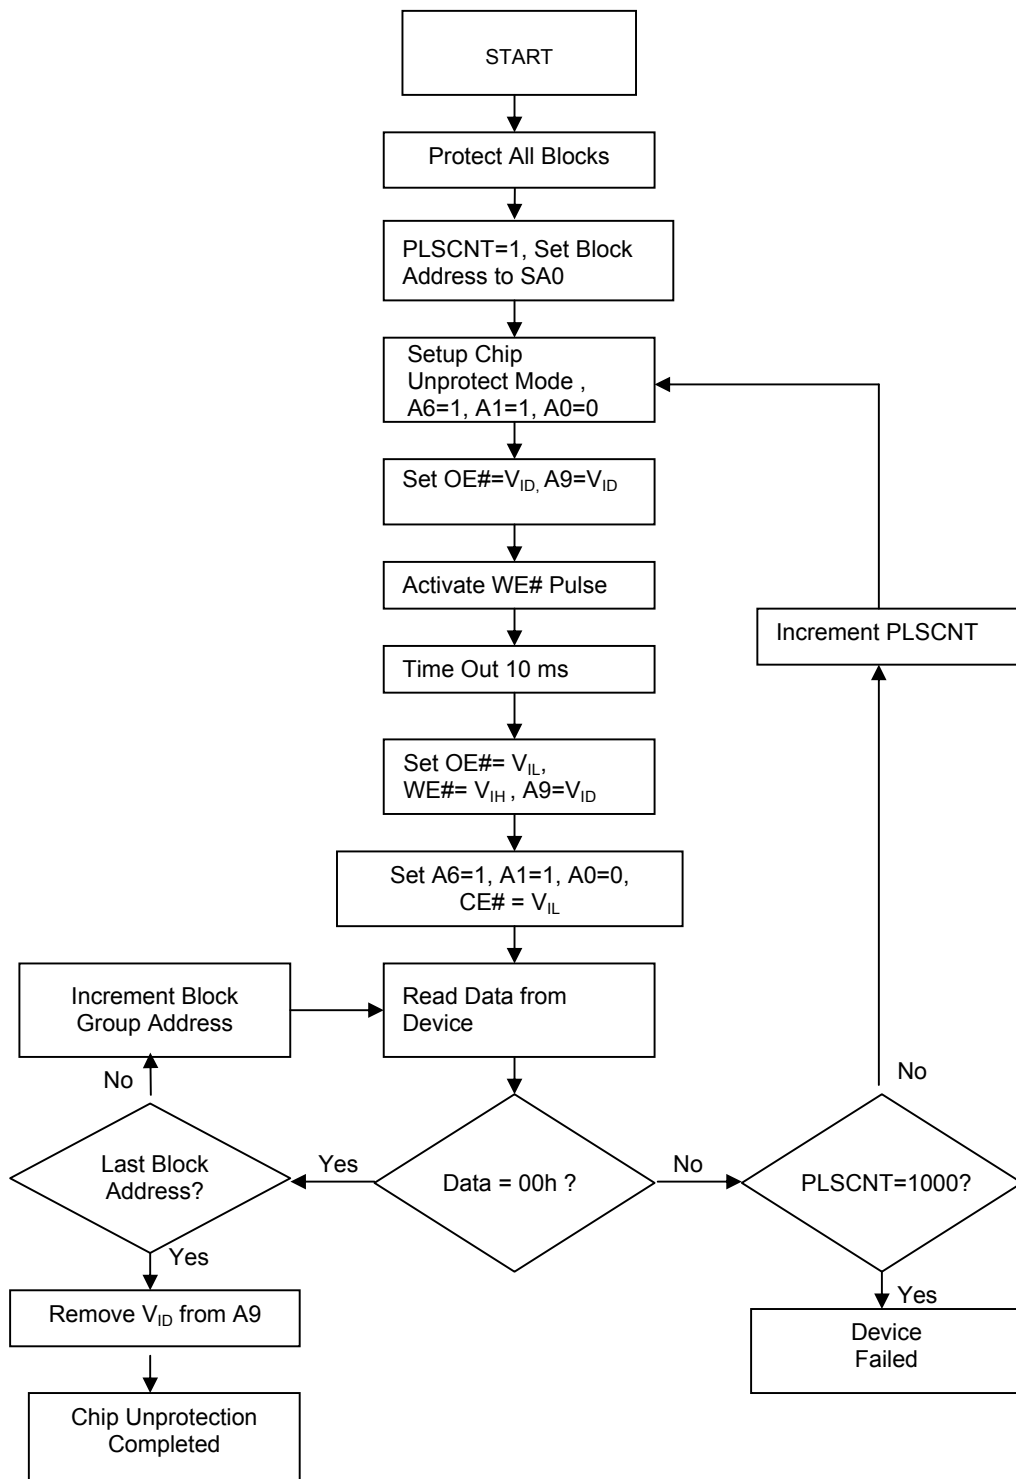 START
Protect All Blocks
PLSCNT=1, Set Block
Address to SA0
Setup Chip
Unprotect Mode ,
A6=1, A1=1, A0=0
Set OE#=VID, A9=VID
Activate WE# Pulse
Increment PLSCNT
Time Out 10 ms
Set OE#= VIL,
WE#= VIH , A9=VID
Set A6=1, A1=1, A0=0,
CE# = VIL
Increment Block
Group Address
Read Data from
Device
No
No
Last Block
Address?
Yes
Data = 00h ?
No
PLSCNT=1000?
Yes
Yes
Remove VID from A9
Device
Failed
Chip Unprotection
Completed